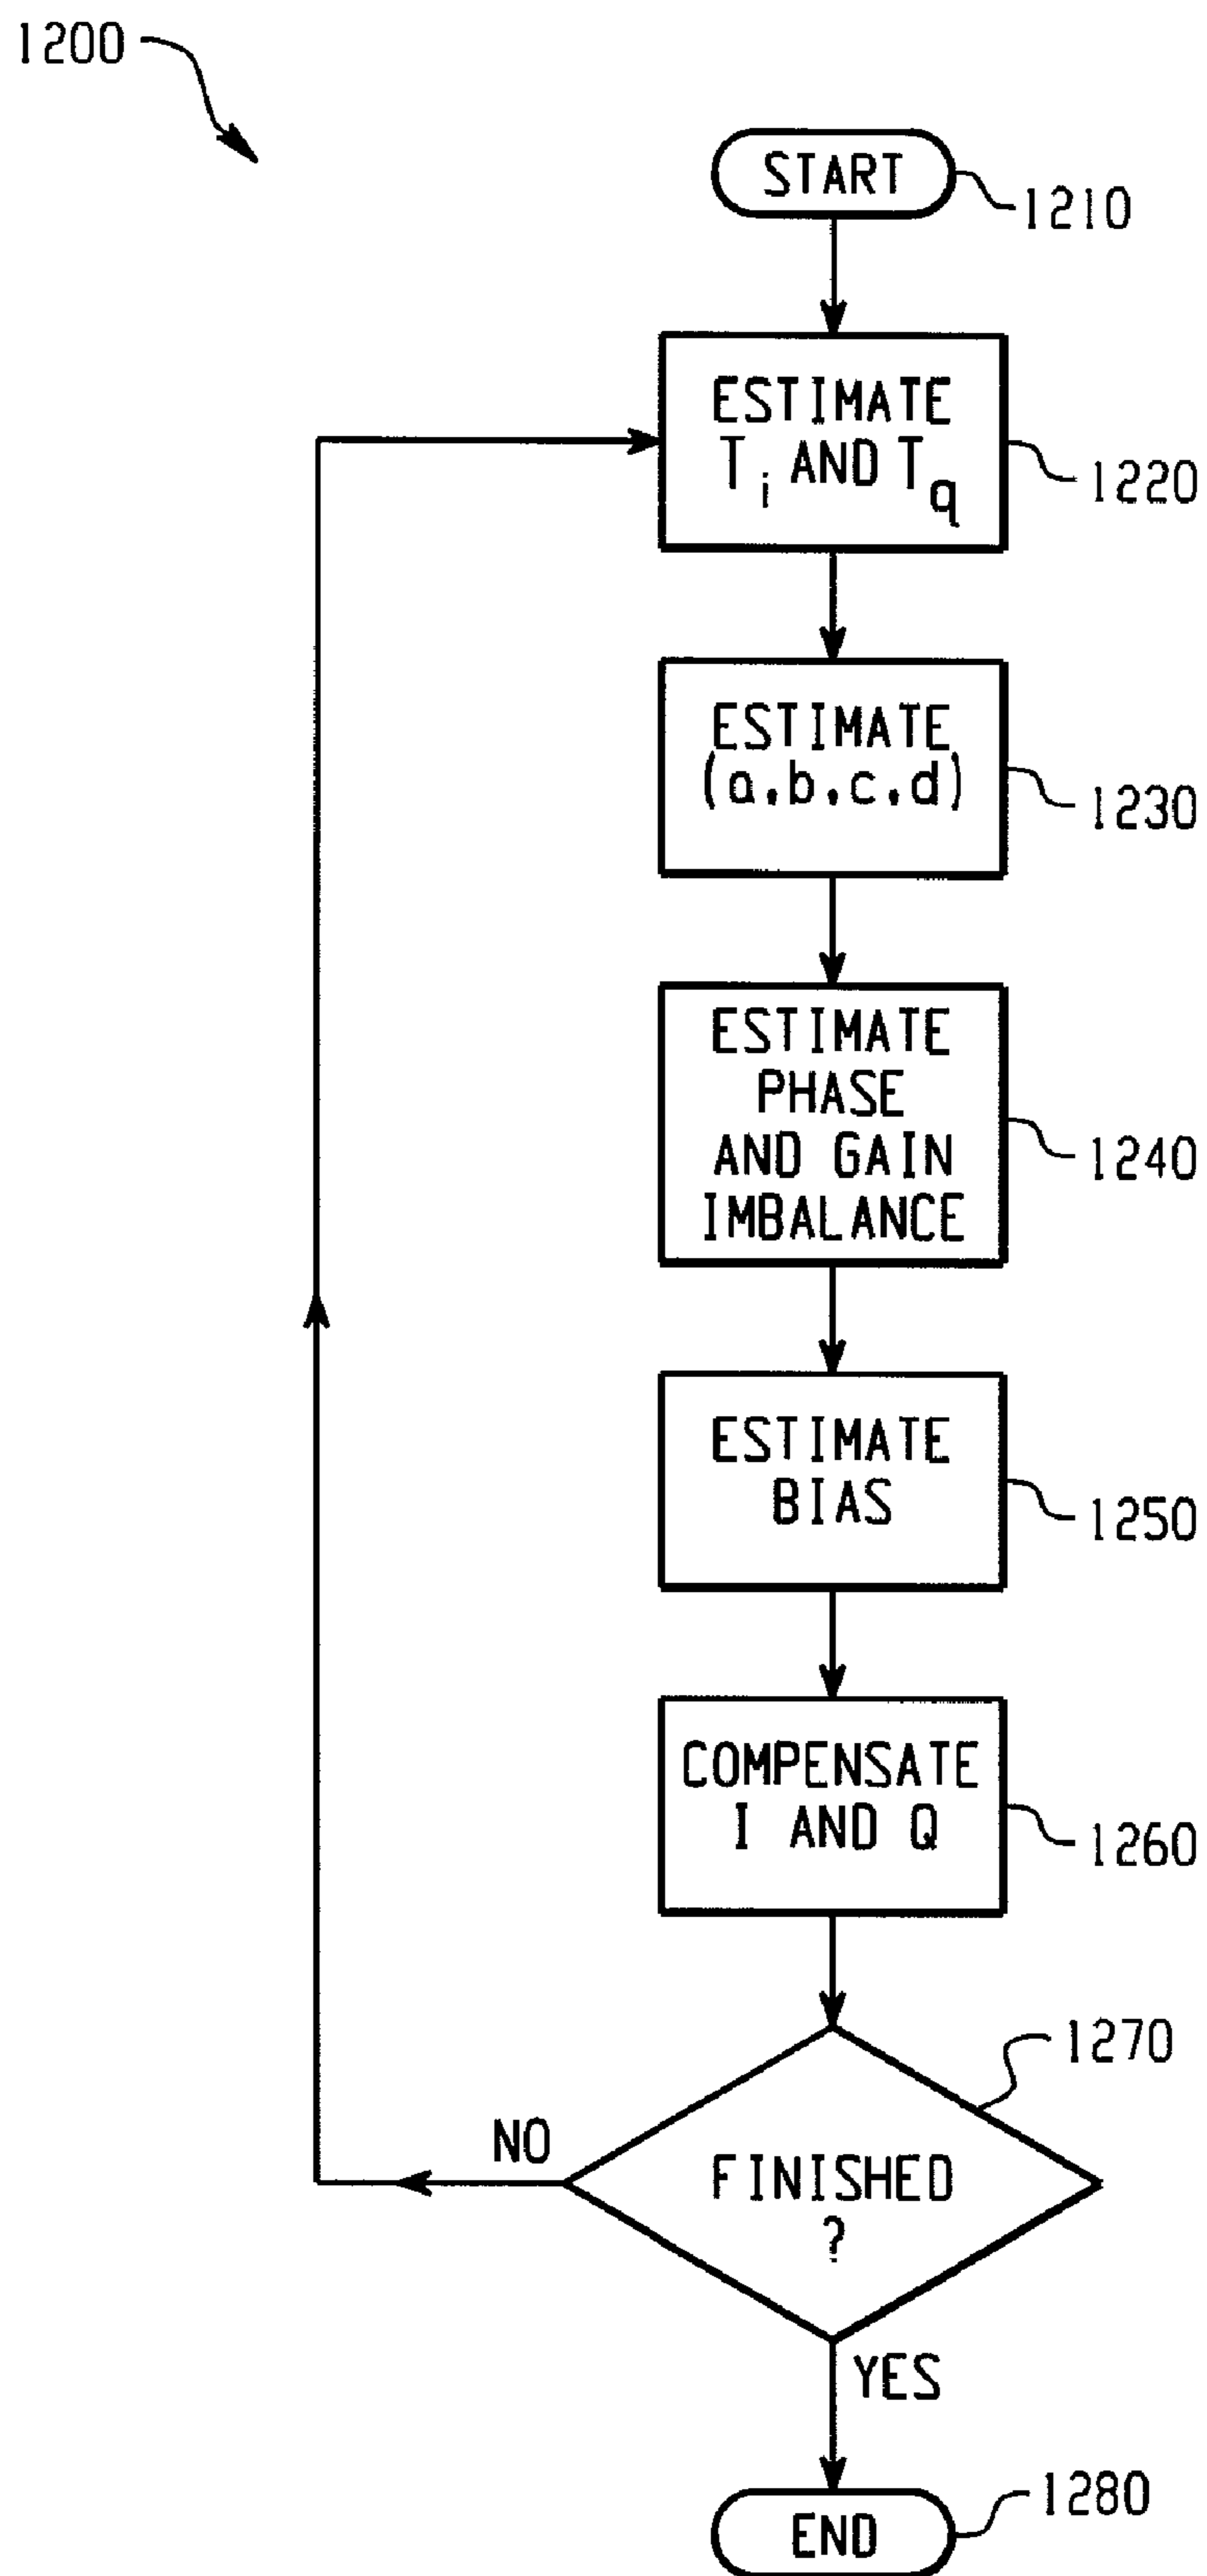 1200
START
1210
ESTIMATE
Ti AND Tq
1220
ESTIMATE
(a,b,c,d)
1230
ESTIMATE
PHASE
AND GAIN
IMBALANCE
1240
ESTIMATE
BIAS
1250
COMPENSATE
I AND Q
1260
1270
NO
FINISHED
?
YES
END
1280